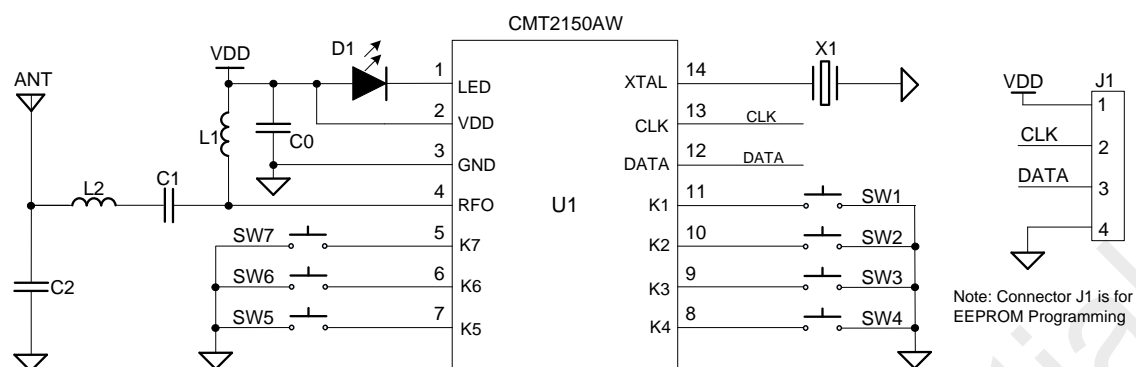 CMT2150AW
ANT
VDD
D1
L1
C0
L2
C1
C2
1
LED
2
VDD
3
GND
4
RFO
SW7
5
K7
SW6
6
K6
SW5
7
K5
U1
XTAL
14
X1
CLK
13
CLK
DATA
12
DATA
K1
11
SW1
K2
10
SW2
K3
9
SW3
K4
8
SW4
J1
VDD
1
CLK
2
DATA
3
4
Note: Connector J1 is for
EEPROM Programming